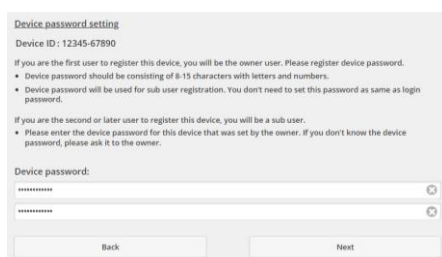 Device password setting
Device ID : 12345-67890
If you are the first user to register this device, you will be the owner user. Please register device password.
• Device password should be consisting of 8-15 characters with letters and numbers.
• Device password will be used for sub user registration. You don't need to set this password as same as login
password.
If you are the second or later user to register this device, you will be a sub user.
• Please enter the device password for this device that was set by the owner. If you don't know the device
password, please ask it to the owner.
Device password:
••••••••••••
••••••••••••
Back Next